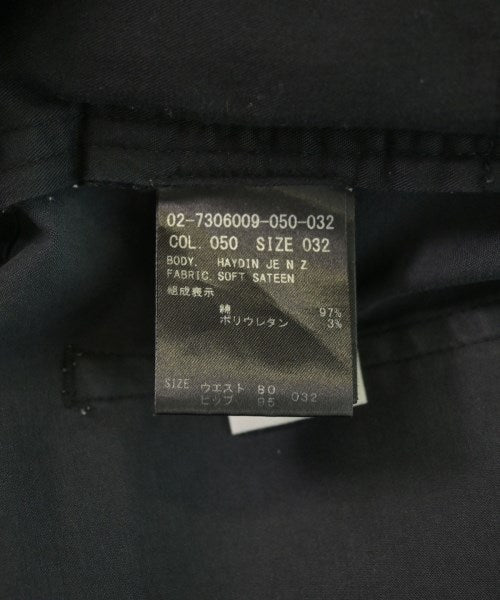 02-7306009-050-032
COL. 050 SIZE 032
BODY. HAYDIN JE N Z
FABRIC. SOFT SATEEN
組成表示
綿 97%
ポリウレタン 3%
SIZE ウエスト 80 032
ヒップ 95